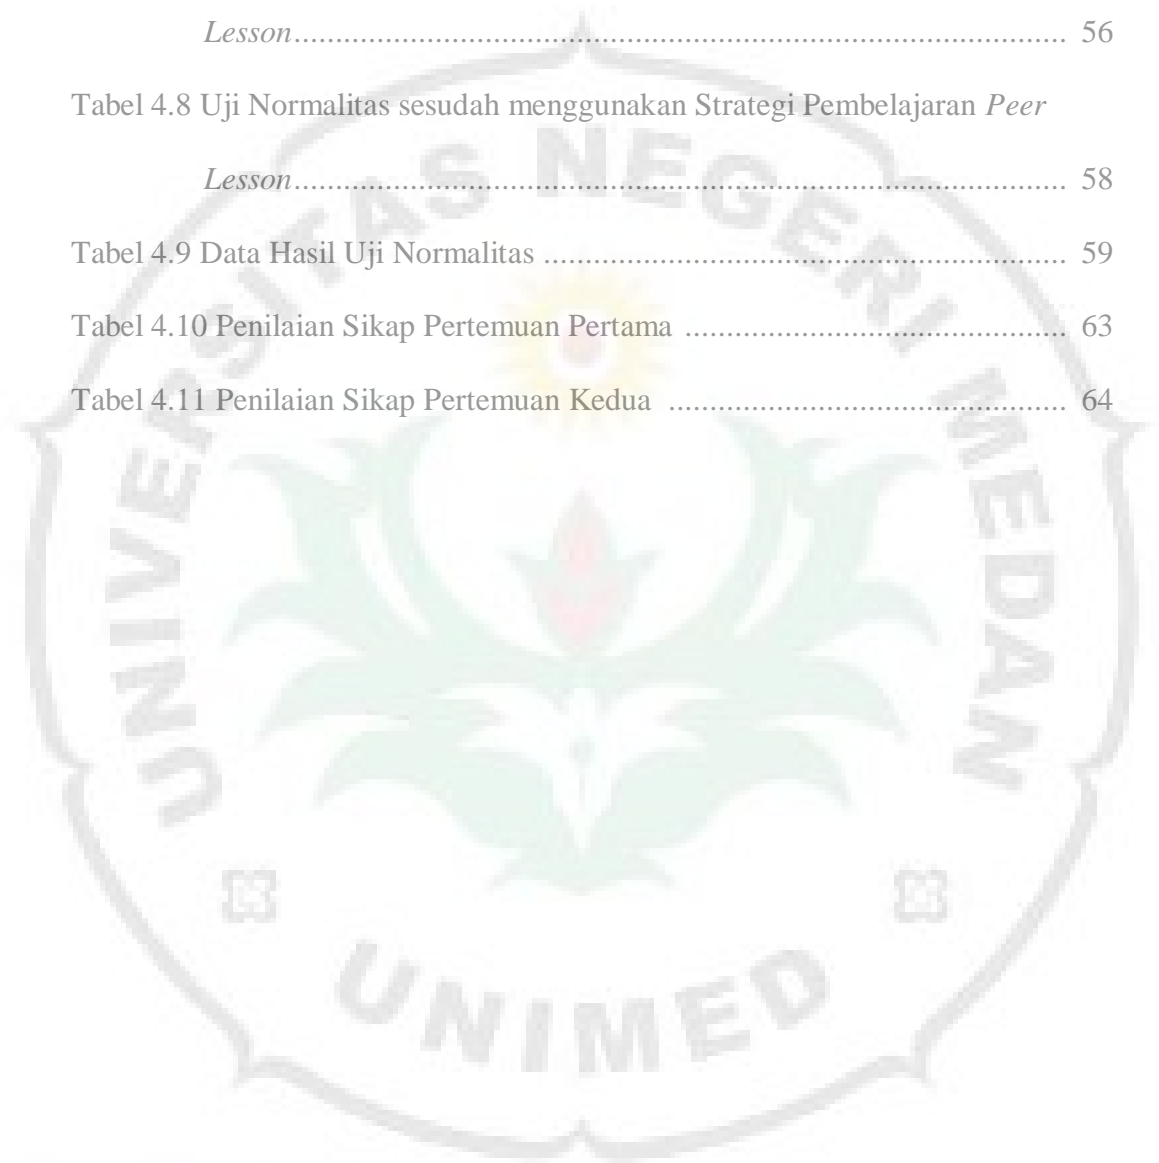 Lesson............................................................................................. 56
Tabel 4.8 Uji Normalitas sesudah menggunakan Strategi Pembelajaran Peer
Lesson............................................................................................. 58
Tabel 4.9 Data Hasil Uji Normalitas ............................................................... 59
Tabel 4.10 Penilaian Sikap Pertemuan Pertama .............................................. 63
Tabel 4.11 Penilaian Sikap Pertemuan Kedua ................................................ 64
UNIVERSITAS NEGERI MEDAN
UNIMED